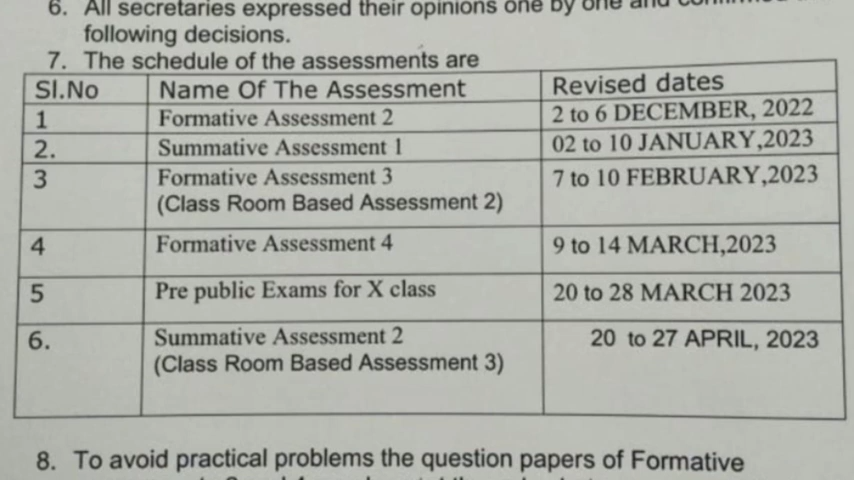 6. All secretaries expressed their opinions one by one and
following decisions.
7. The schedule of the assessments are
Sl.No Name Of The Assessment Revised dates
1 Formative Assessment 2 2 to 6 DECEMBER, 2022
2. Summative Assessment 1 02 to 10 JANUARY,2023
3 Formative Assessment 3 7 to 10 FEBRUARY,2023
(Class Room Based Assessment 2)
4 Formative Assessment 4 9 to 14 MARCH,2023
5 Pre public Exams for X class 20 to 28 MARCH 2023
6. Summative Assessment 2 20 to 27 APRIL, 2023
(Class Room Based Assessment 3)
8. To avoid practical problems the question papers of Formative